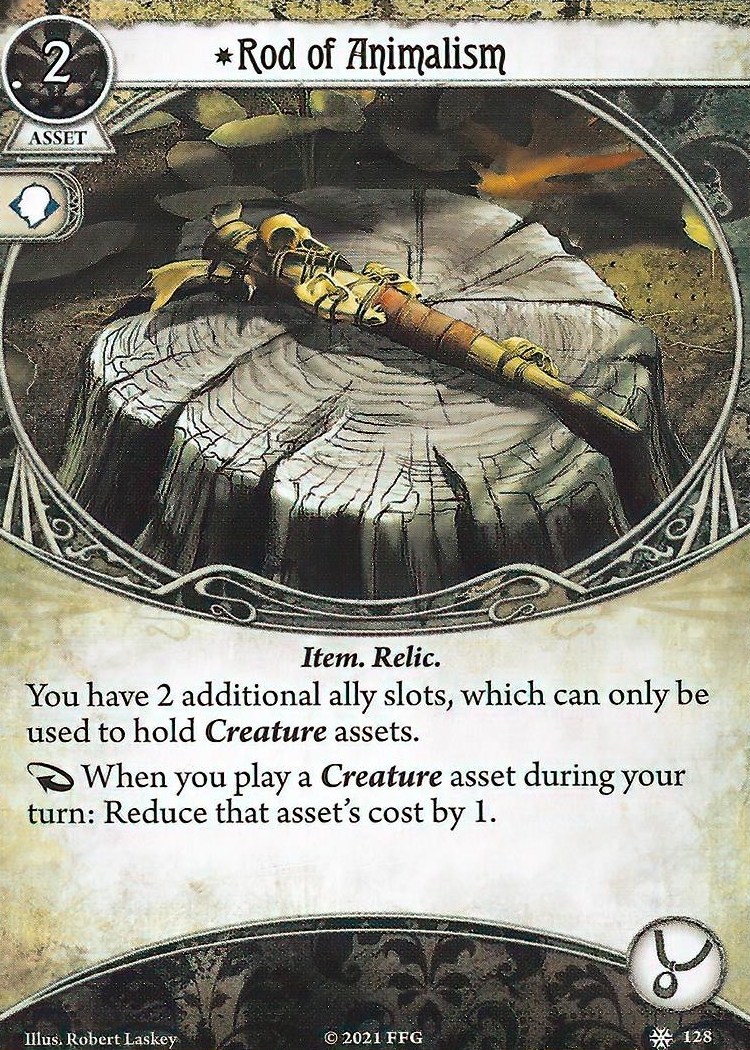 2
*Rod of Animalism
ASSET
Item. Relic.
You have 2 additional ally slots, which can only be
used to hold Creature assets.
When you play a Creature asset during your
turn: Reduce that asset's cost by 1.
Illus. Robert Laskey
© 2021 FFG
128